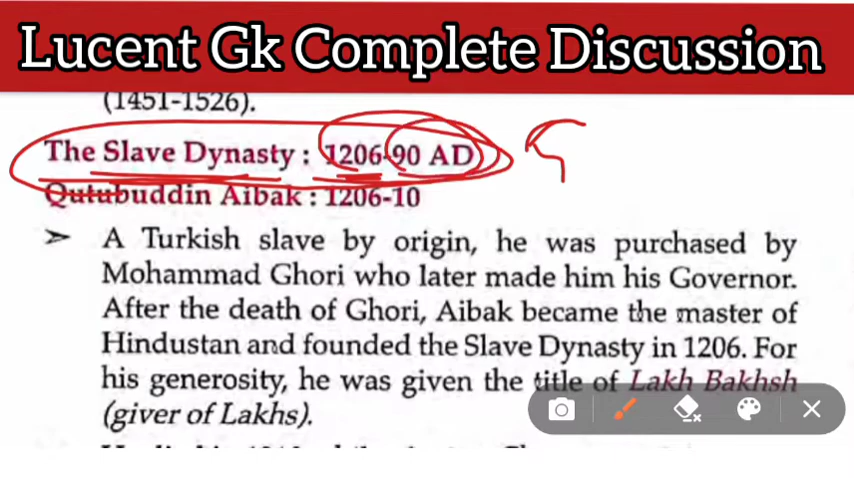 Lucent Gk Complete Discussion
(1451-1526).
The Slave Dynasty : 1206-90 AD
Qutubuddin Aibak : 1206-10
➢ A Turkish slave by origin, he was purchased by
Mohammad Ghori who later made him his Governor.
After the death of Ghori, Aibak became the master of
Hindustan and founded the Slave Dynasty in 1206. For
his generosity, he was given the title of Lakh Bakhsh
(giver of Lakhs).